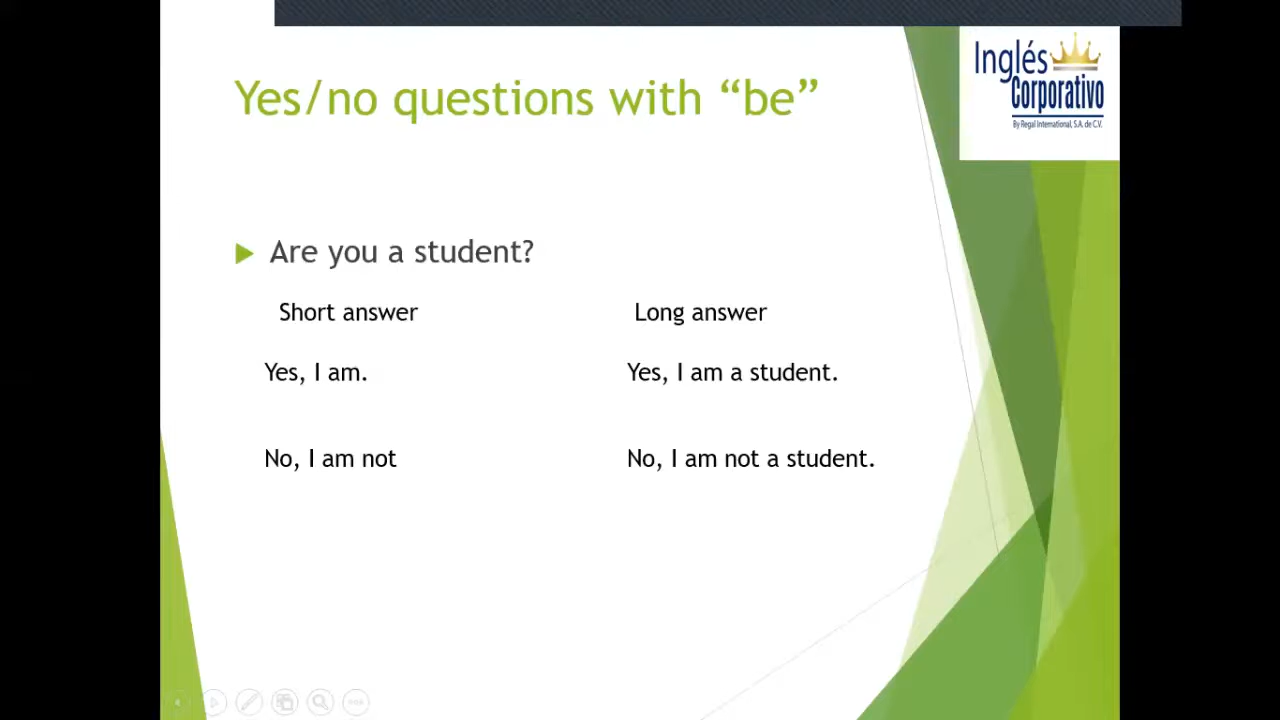 Inglés
Corporativo
By Regal International, S.A. de C.V.
Yes/no questions with “be”
Are you a student?
Short answer
Long answer
Yes, I am.
Yes, I am a student.
No, I am not
No, I am not a student.